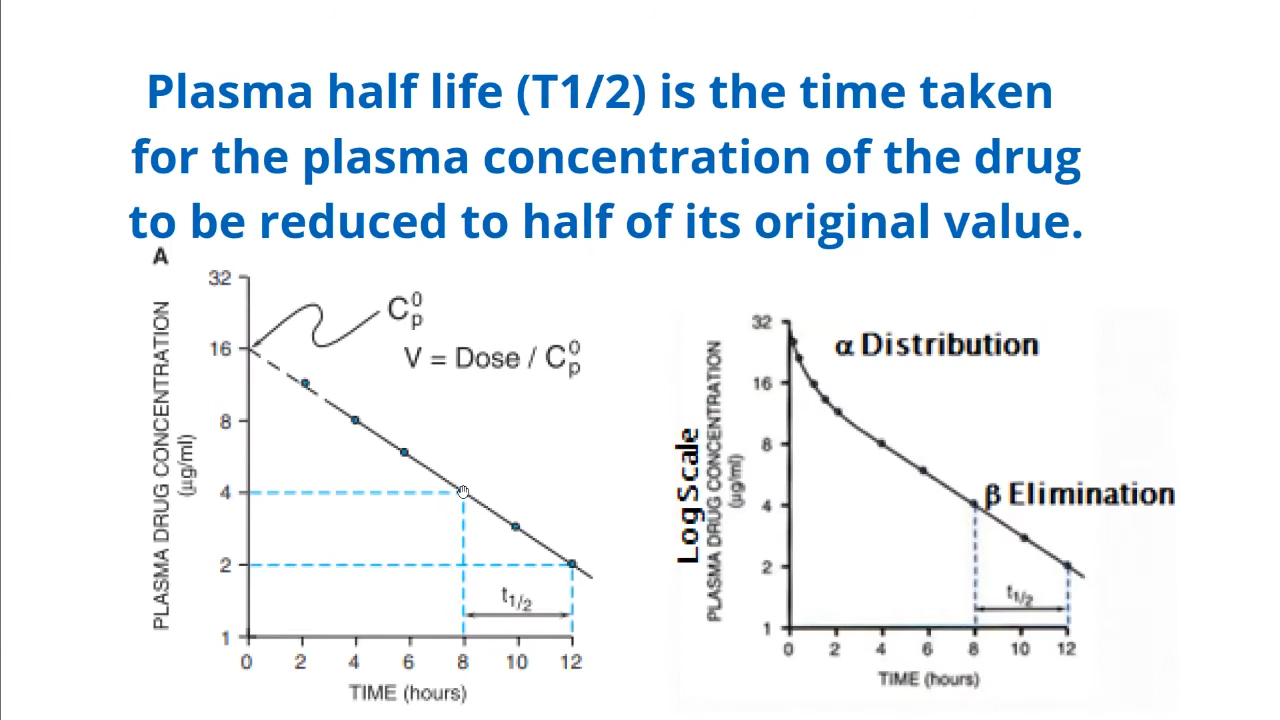 Plasma half life (T1/2) is the time taken
for the plasma concentration of the drug
to be reduced to half of its original value.
A
PLASMA DRUG CONCENTRATION
(μg/ml)
32
16
8
4
2
1
C⁰p
V = Dose / C⁰p
t1/2
0 2 4 6 8 10 12
TIME (hours)
Log Scale
PLASMA DRUG CONCENTRATION
(μg/ml)
32
16
8
4
2
1
α Distribution
β Elimination
t1/2
0 2 4 6 8 10 12
TIME (hours)